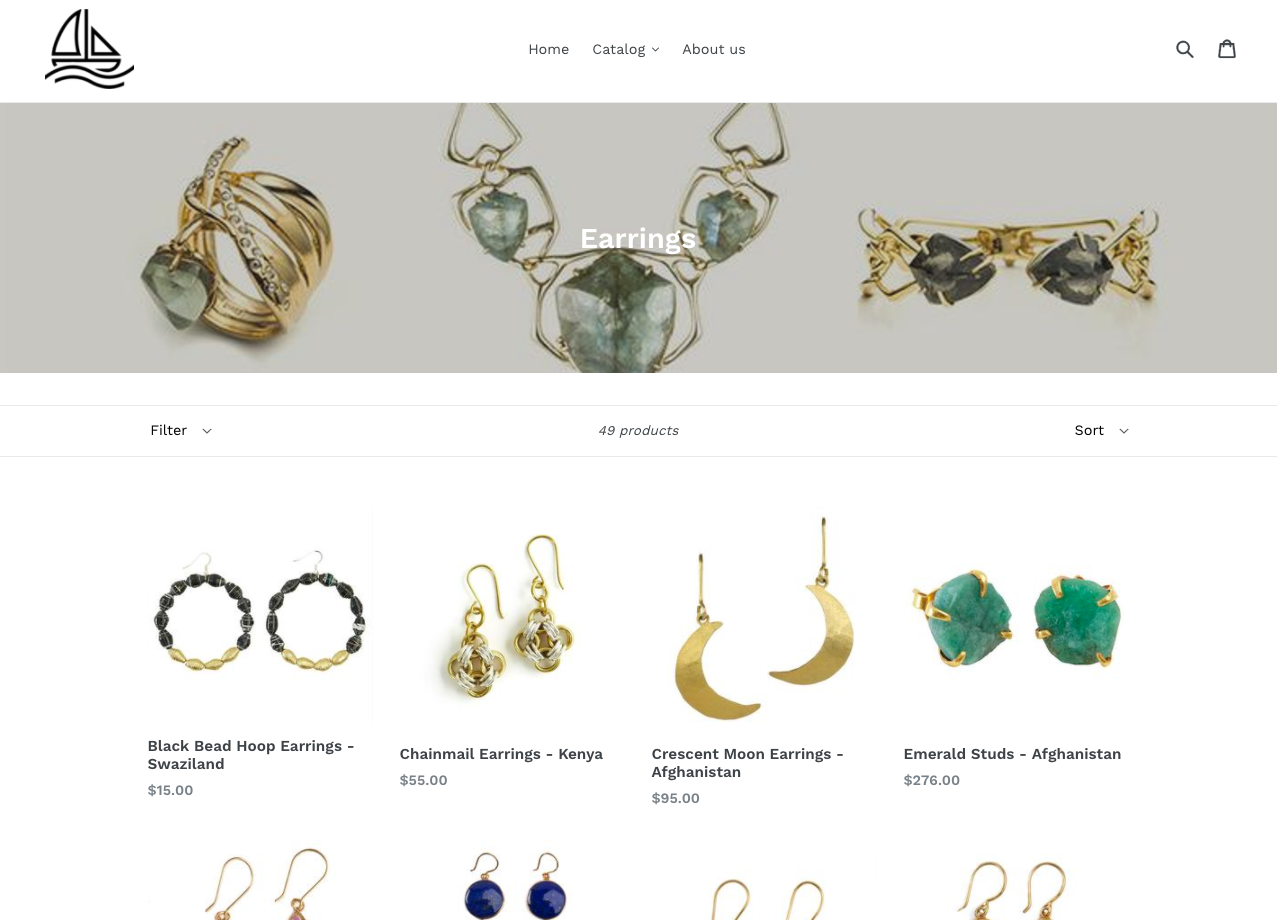 Home
Catalog
About us
Earrings
Filter
49 products
Sort
Black Bead Hoop Earrings -
Swaziland
$15.00
Chainmail Earrings - Kenya
$55.00
Crescent Moon Earrings -
Afghanistan
$95.00
Emerald Studs - Afghanistan
$276.00